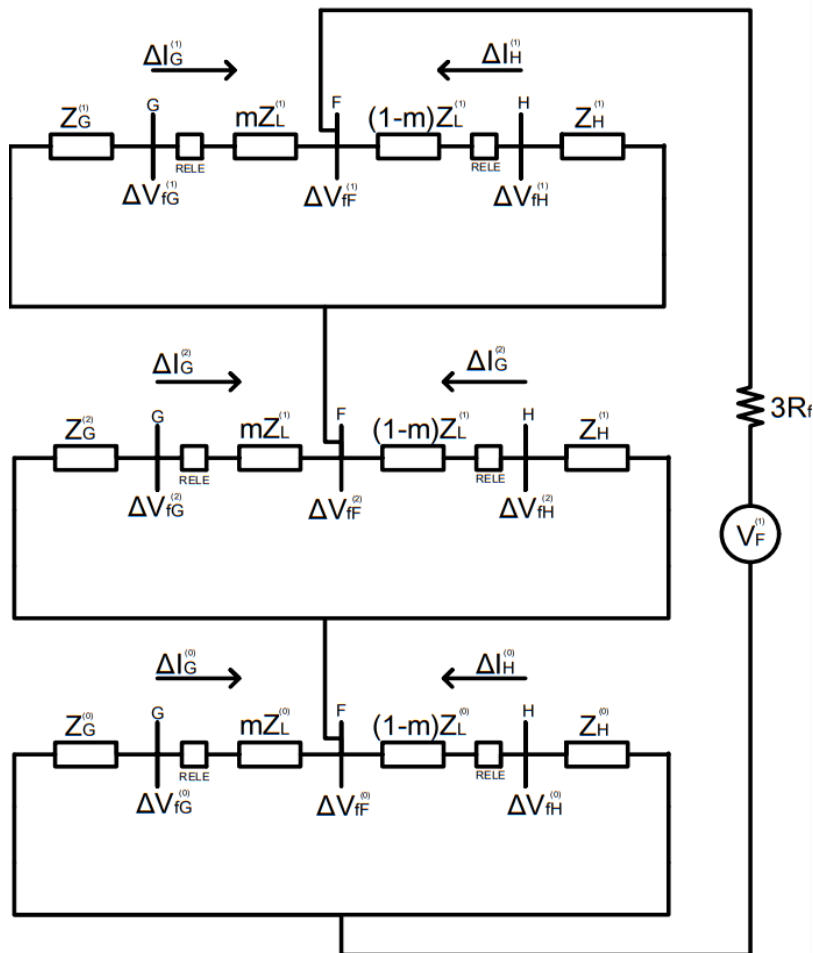 ΔI_G^(1) ΔI_H^(1)
G F H
Z_G^(1) mZ_L^(1) (1-m)Z_L^(1) Z_H^(1)
RELE RELE
ΔV_fG^(1) ΔV_fF^(1) ΔV_fH^(1)
ΔI_G^(2) ΔI_G^(2)
3R_f
G F H
Z_G^(2) mZ_L^(1) (1-m)Z_L^(1) Z_H^(1)
RELE RELE
ΔV_fG^(2) ΔV_fF^(2) ΔV_fH^(2)
V_F^(1)
ΔI_G^(0) ΔI_H^(0)
G F H
Z_G^(0) mZ_L^(0) (1-m)Z_L^(0) Z_H^(0)
RELE RELE
ΔV_fG^(0) ΔV_fF^(0) ΔV_fH^(0)